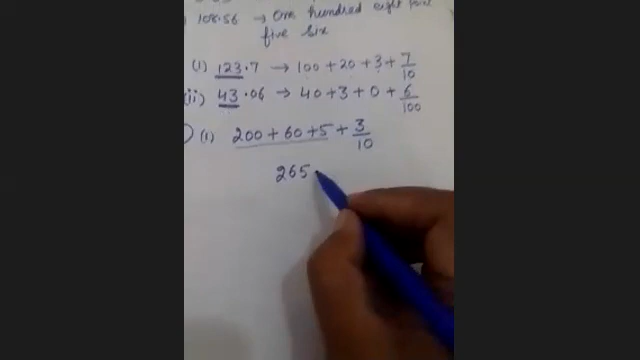 108.56 → One hundred eight point
five six
(i) 123.7 → 100 + 20 + 3 + 7/10
(ii) 43.06 → 40 + 3 + 0 + 6/100
(i) 200 + 60 + 5 + 3/10
265